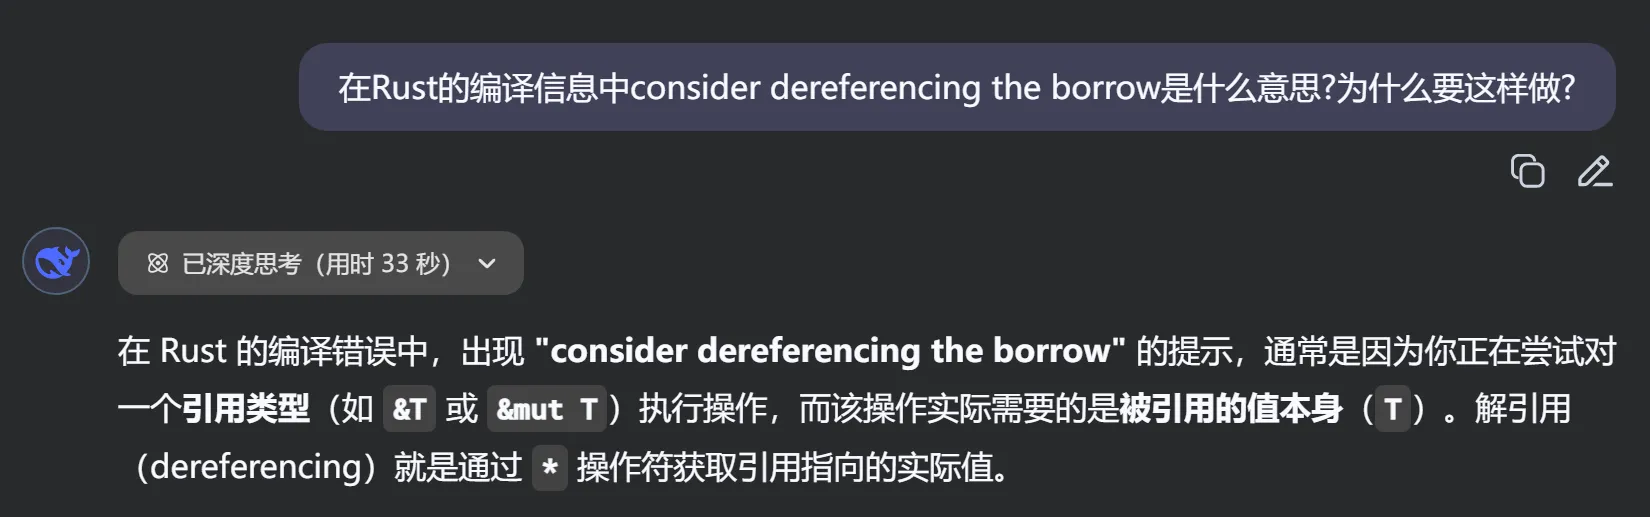 在Rust的编译信息中consider dereferencing the borrow是什么意思?为什么要这样做?
已深度思考（用时 33 秒）
在 Rust 的编译错误中，出现 "consider dereferencing the borrow" 的提示，通常是因为你正在尝试对
一个引用类型（如 &T 或 &mut T）执行操作，而该操作实际需要的是被引用的值本身（T）。解引用
（dereferencing）就是通过 * 操作符获取引用指向的实际值。